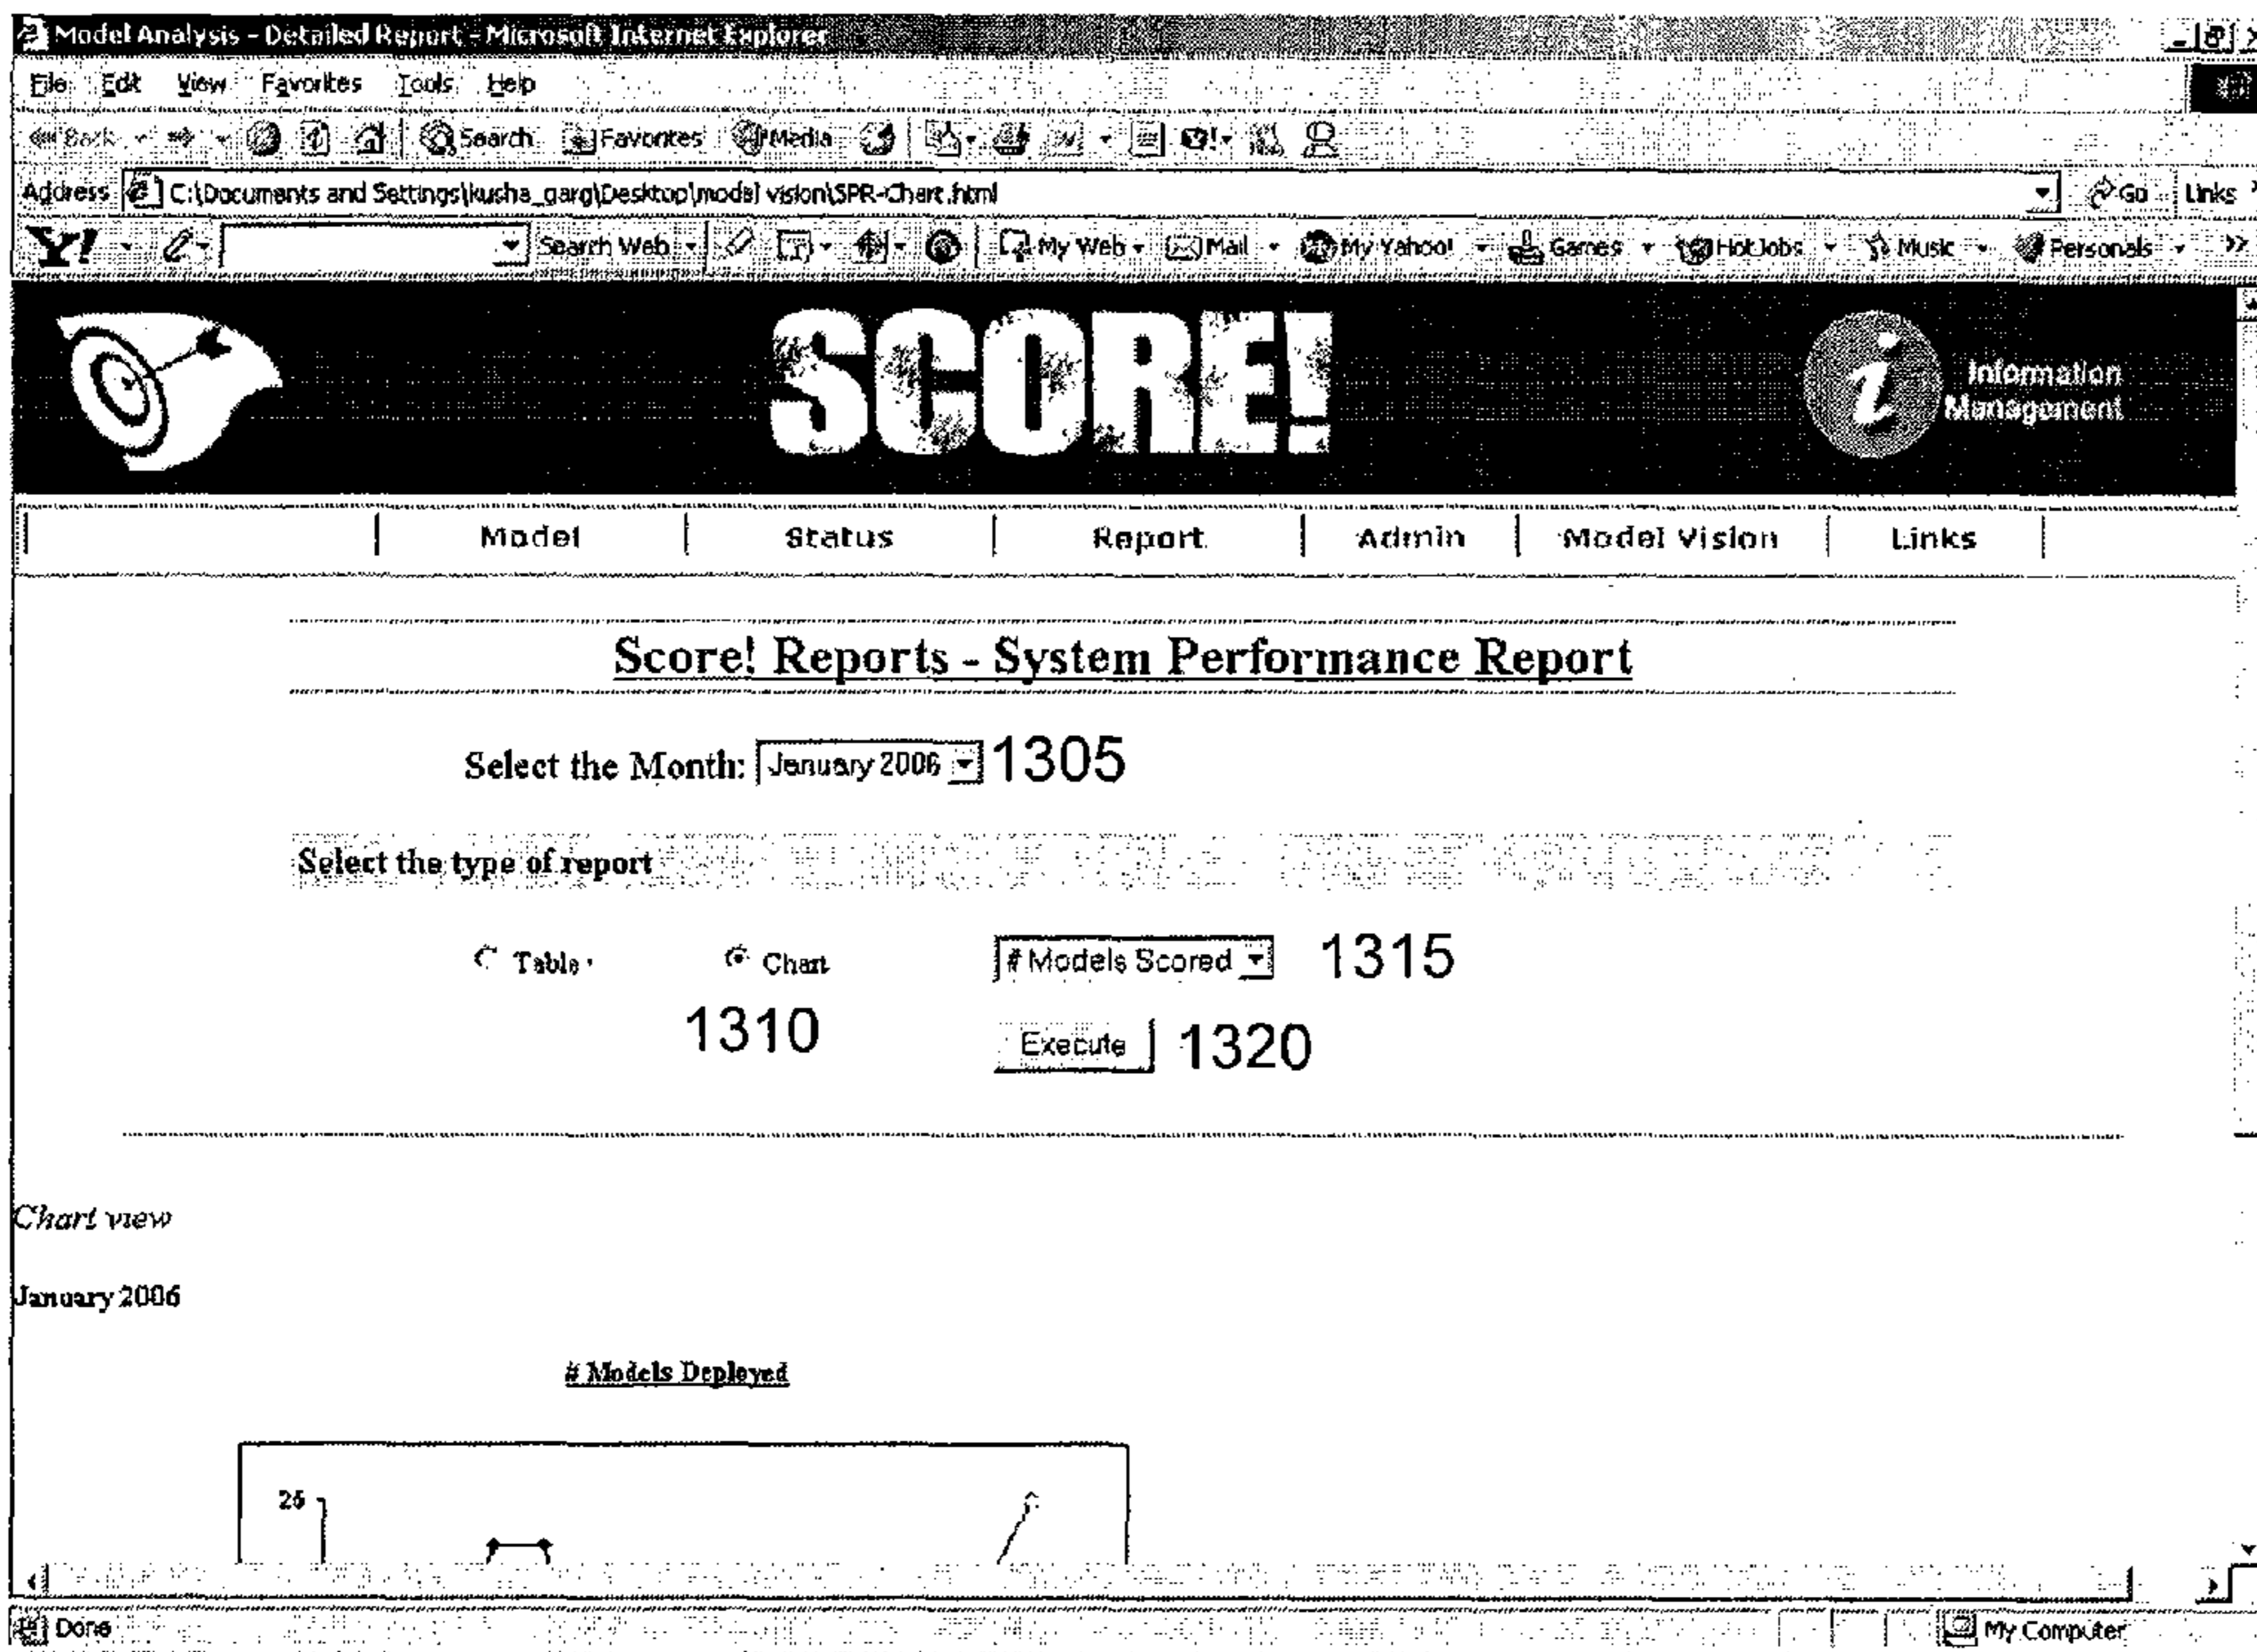 Model Analysis - Detailed Report - Microsoft Internet Explorer
File Edit View Favorites Tools Help
Back Search Favorites Media
Address C:\Documents and Settings\kusha_garg\Desktop\model vision\SPR-Chart.html Go Links
Y! Search Web My Web Mail My Yahoo! Games HotJobs Music Personals >>
SCORE!
i Information
Management
Model Status Report Admin Model Vision Links
Score! Reports - System Performance Report
Select the Month: January 2006 1305
Select the type of report
Table Chart # Models Scored 1315
1310 Execute 1320
Chart view
January 2006
# Models Deployed
25
Done My Computer